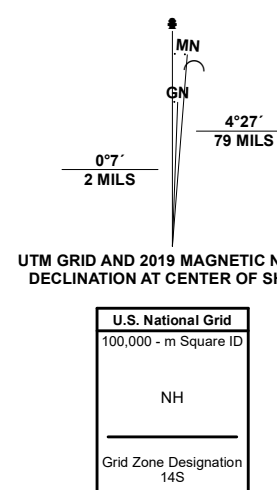 MN
GN
4°27´
79 MILS
0°7´
2 MILS
UTM GRID AND 2019 MAGNETIC
DECLINATION AT CENTER OF
U.S. National Grid
100,000 - m Square ID
NH
Grid Zone Designation
14S